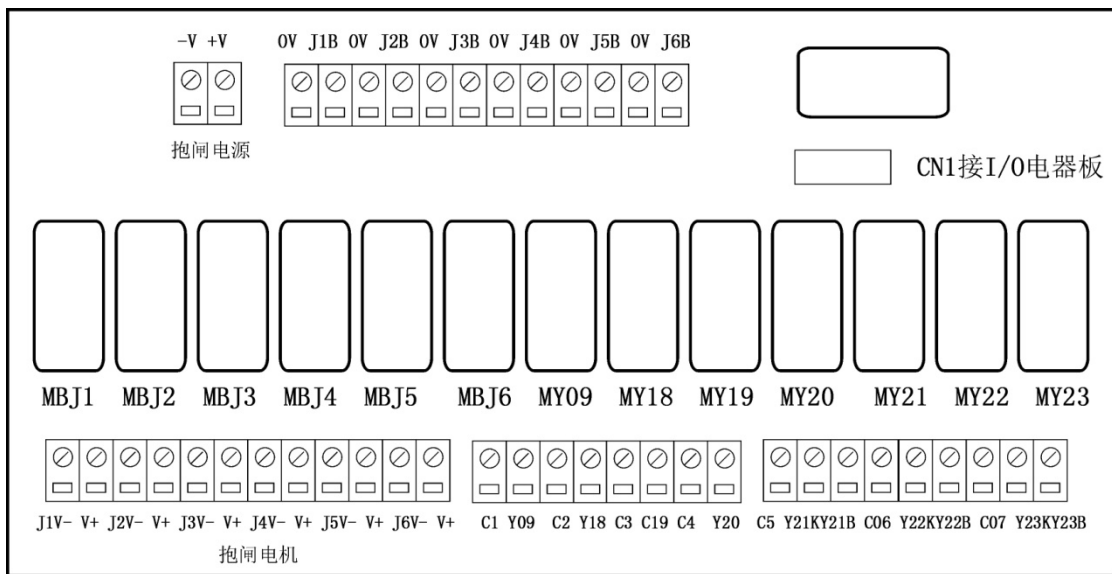 -V +V
0V J1B 0V J2B 0V J3B 0V J4B 0V J5B 0V J6B
抱闸电源
CN1接I/O电器板
MBJ1 MBJ2 MBJ3 MBJ4 MBJ5 MBJ6 MY09 MY18 MY19 MY20 MY21 MY22 MY23
J1V- V+ J2V- V+ J3V- V+ J4V- V+ J5V- V+ J6V- V+ C1 Y09 C2 Y18 C3 C19 C4 Y20 C5 Y21KY21B C06 Y22KY22B C07 Y23KY23B
抱闸电机